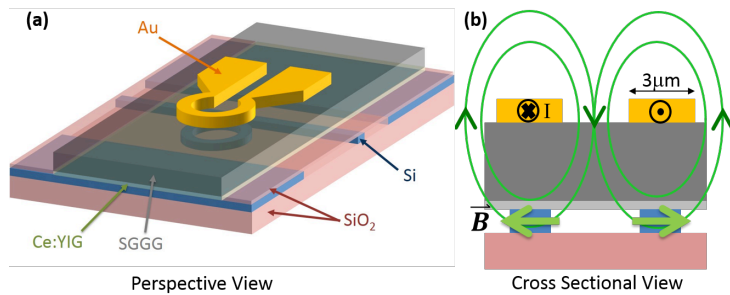 (a)
Au
Si
SiO2
Ce:YIG
SGGG
Perspective View
(b)
3μm
I
B
Cross Sectional View